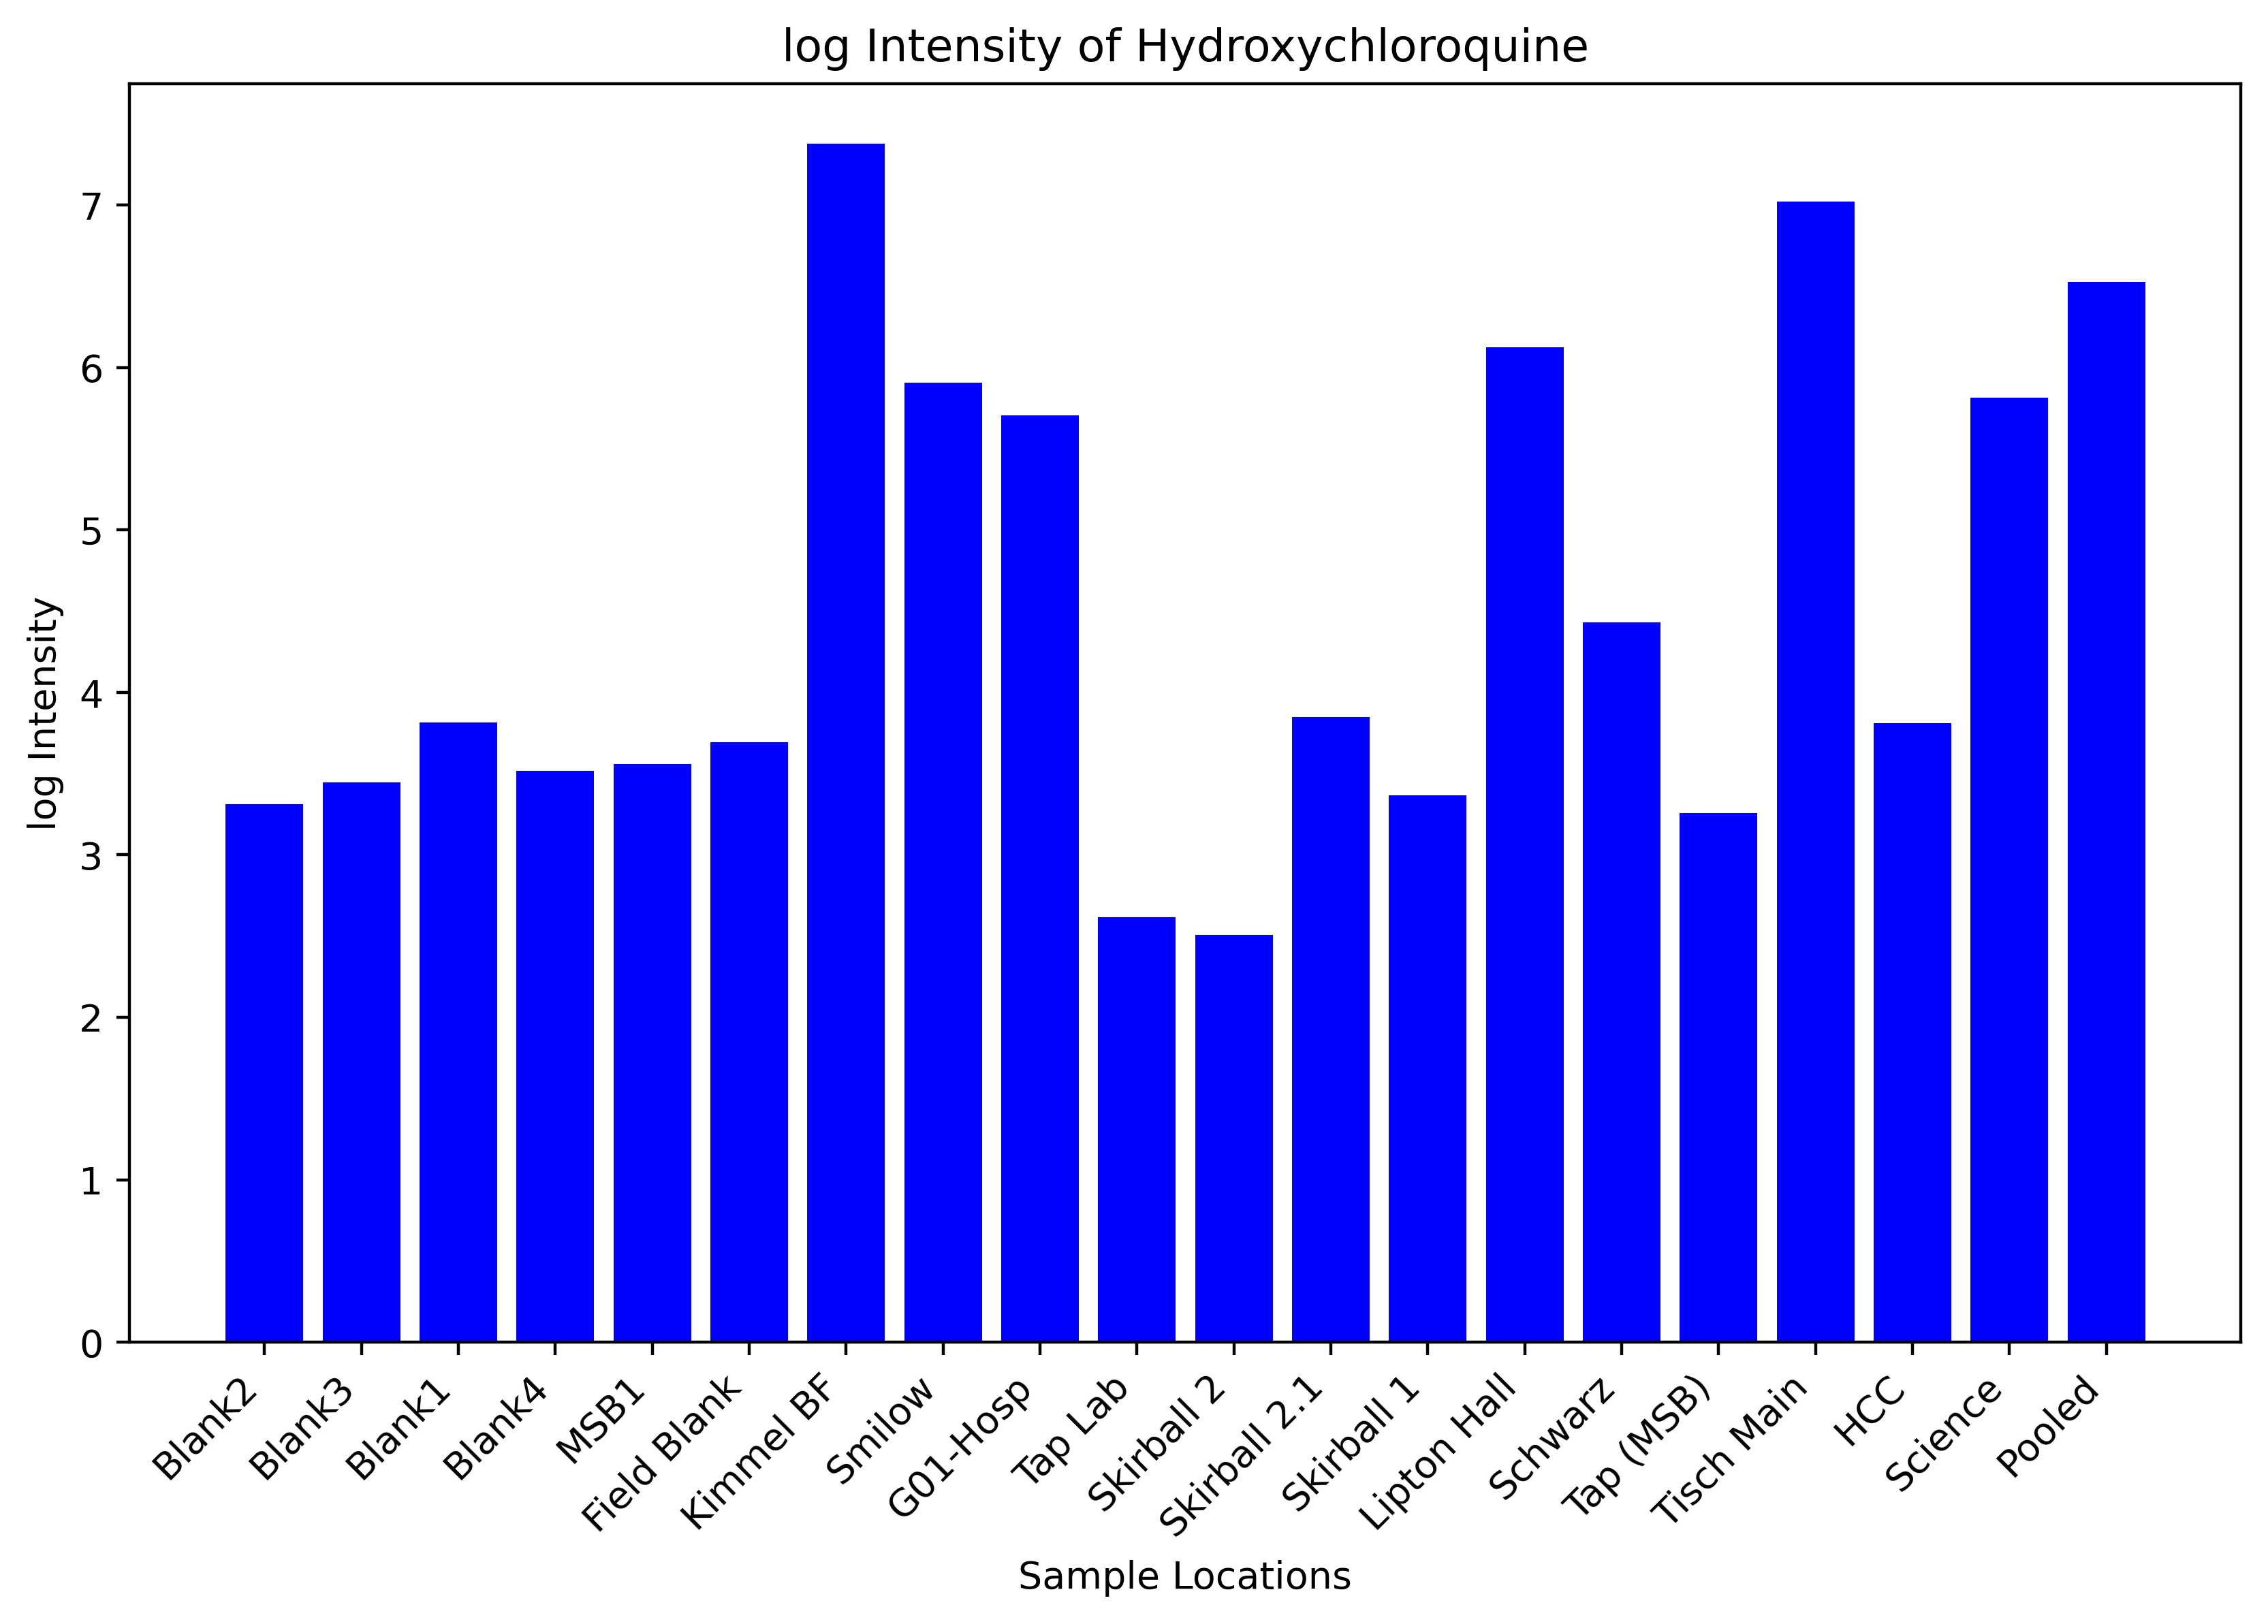 log Intensity of Hydroxychloroquine
log Intensity
7
6
5
4
3
2
1
0
Blank2
Blank3
Blank1
Blank4
MSB1
Field Blank
Kimmel BF
Smilow
G01-Hosp
Tap Lab
Skirball 2
Skirball 2.1
Skirball 1
Lipton Hall
Schwarz
Tap (MSB)
Tisch Main
HCC
Science
Pooled
Sample Locations